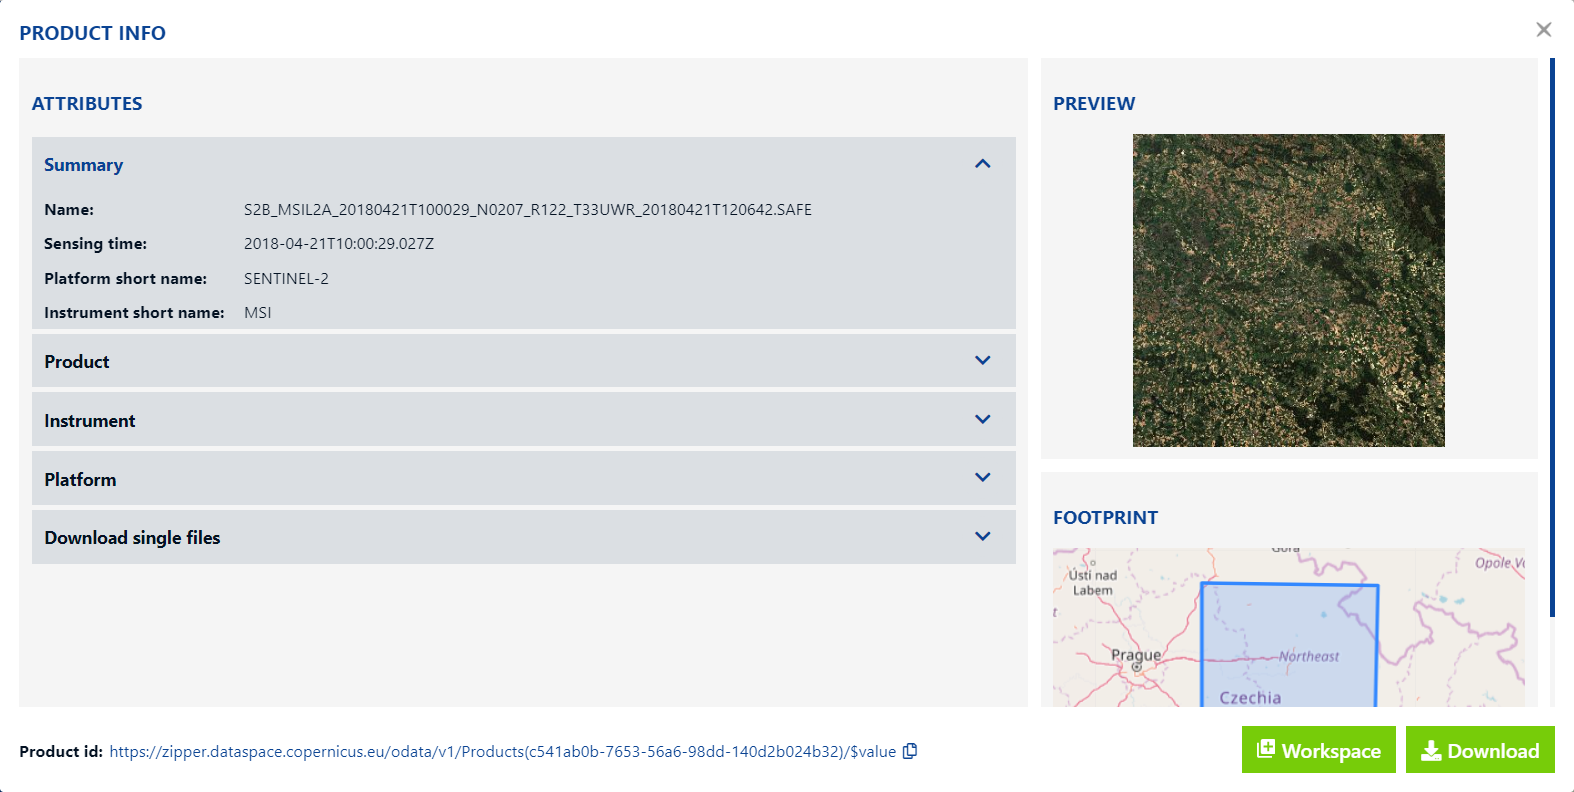 PRODUCT INFO
ATTRIBUTES
Summary
Name: S2B_MSIL2A_20180421T100029_N0207_R122_T33UWR_20180421T120642.SAFE
Sensing time: 2018-04-21T10:00:29.027Z
Platform short name: SENTINEL-2
Instrument short name: MSI
Product
Instrument
Platform
Download single files
PREVIEW
FOOTPRINT
Góra
Opole Vo
Ústí nad
Labem
Prague
Northeast
Czechia
Product id: https://zipper.dataspace.copernicus.eu/odata/v1/Products(c541ab0b-7653-56a6-98dd-140d2b024b32)/$value
Workspace
Download